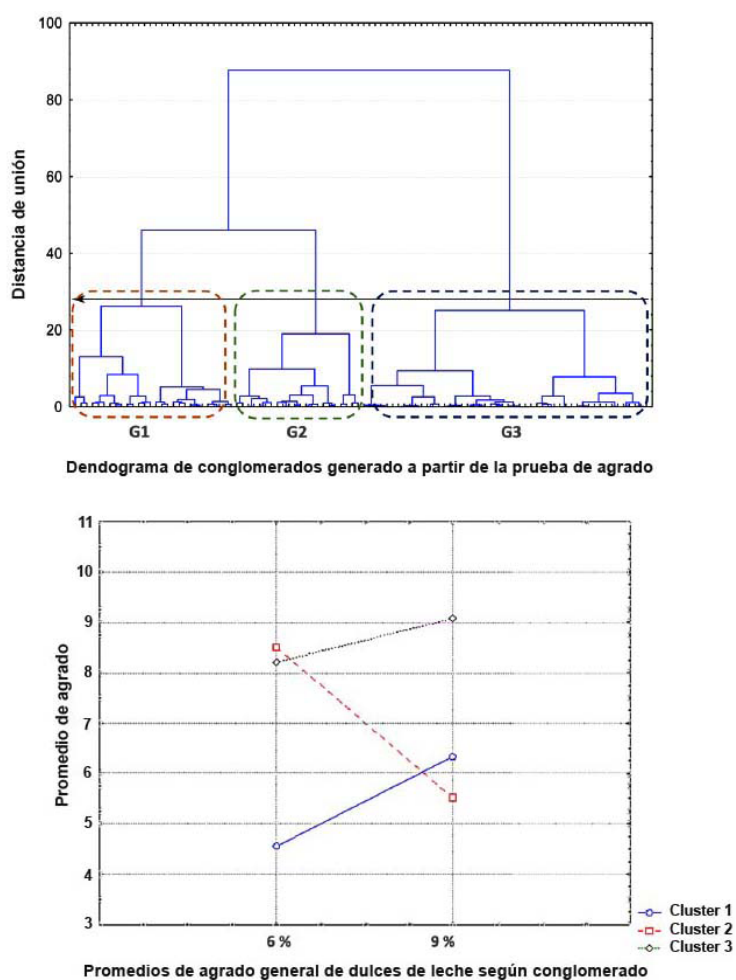 100
80
60
40
20
0
Distancia de unión
G1 G2 G3
Dendograma de conglomerados generado a partir de la prueba de agrado
11
10
9
8
7
6
5
4
3
Promedio de agrado
6 % 9 %
Cluster 1
Cluster 2
Cluster 3
Promedios de agrado general de dulces de leche según conglomerado